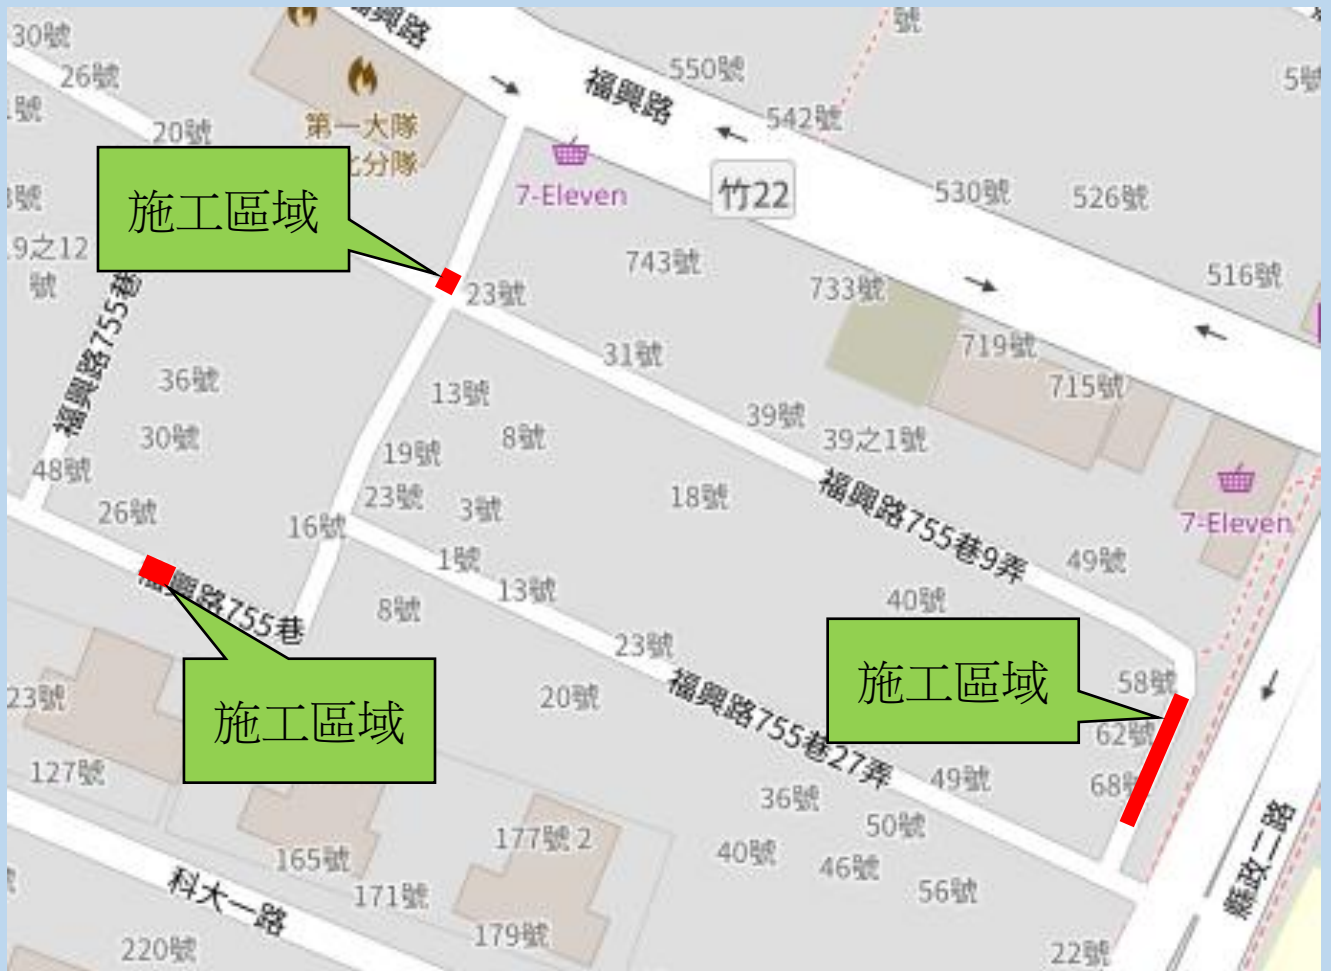 30號
福興路
號
26號
550號
5號
福興路
20號
第一大隊
542號
北分隊
7-Eleven
竹22
530號
526號
施工區域
19之12
號
743號
733號
516號
23號
福興路755巷
31號
719號
715號
36號
13號
39號
30號
19號
8號
39之1號
48號
26號
23號
3號
18號
福興路755巷9弄
7-Eleven
16號
1號
49號
13號
40號
福興路755巷
8號
23號
施工區域
58號
23號
20號
福興路755巷27弄
62號
施工區域
127號
49號
68號
36號
50號
縣政二路
177號 2
40號
46號
165號
56號
171號
科大一路
179號
220號
22號